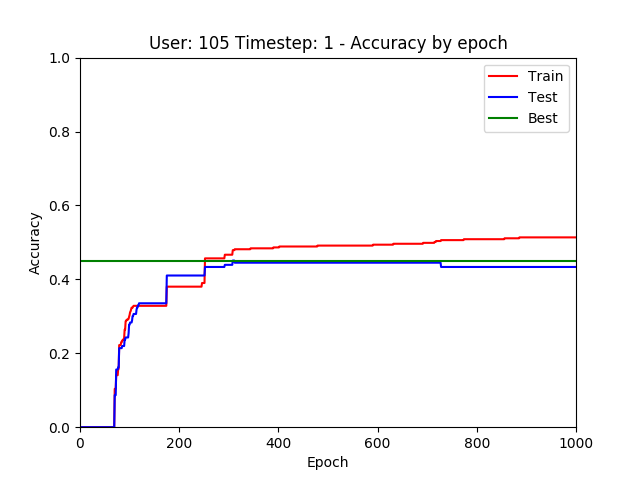 User: 105 Timestep: 1 - Accuracy by epoch
1.0
0.8
0.6
0.4
0.2
0.0
Accuracy
Train
Test
Best
0 200 400 600 800 1000
Epoch